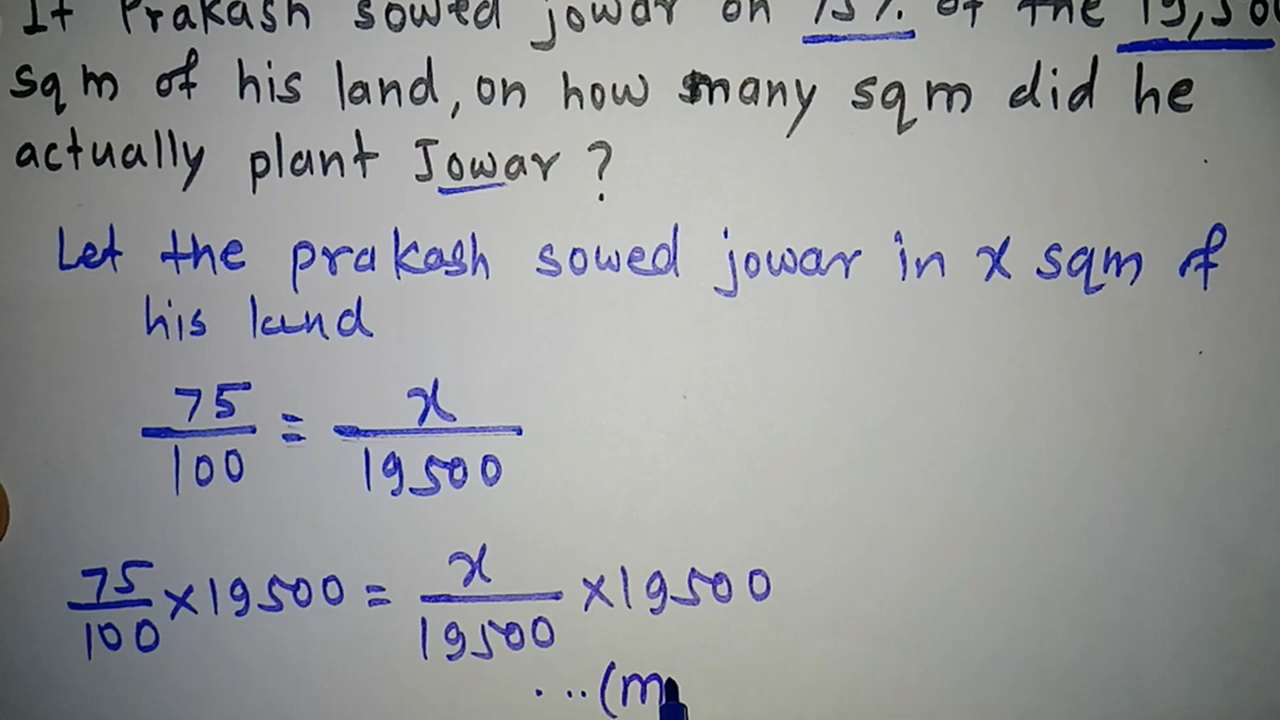 If Prakash sowed jowar on 75% of the 19,500
sqm of his land, on how many sqm did he
actually plant Jowar?
Let the prakash sowed jowar in x sqm of
his land
75/100 = x/19500
75/100 × 19500 = x/19500 × 19500
...(m